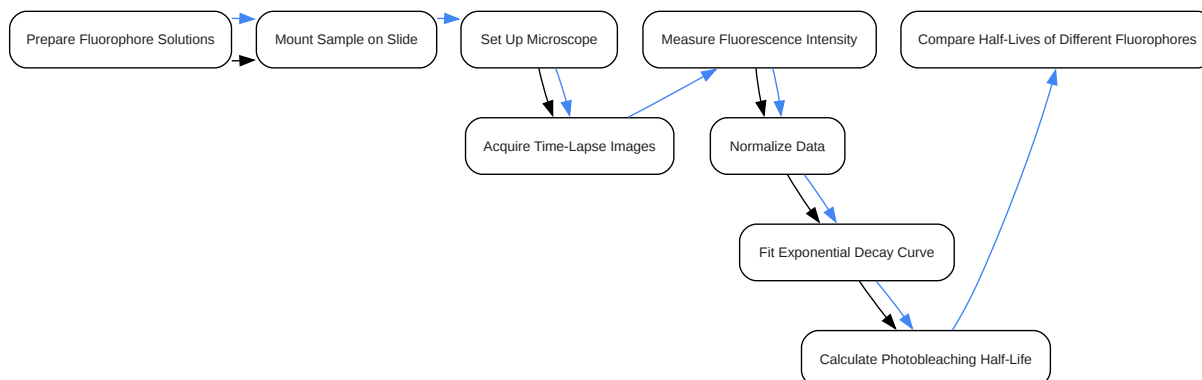 Prepare Fluorophore Solutions
Mount Sample on Slide
Set Up Microscope
Measure Fluorescence Intensity
Compare Half-Lives of Different Fluorophores
Acquire Time-Lapse Images
Normalize Data
Fit Exponential Decay Curve
Calculate Photobleaching Half-Life